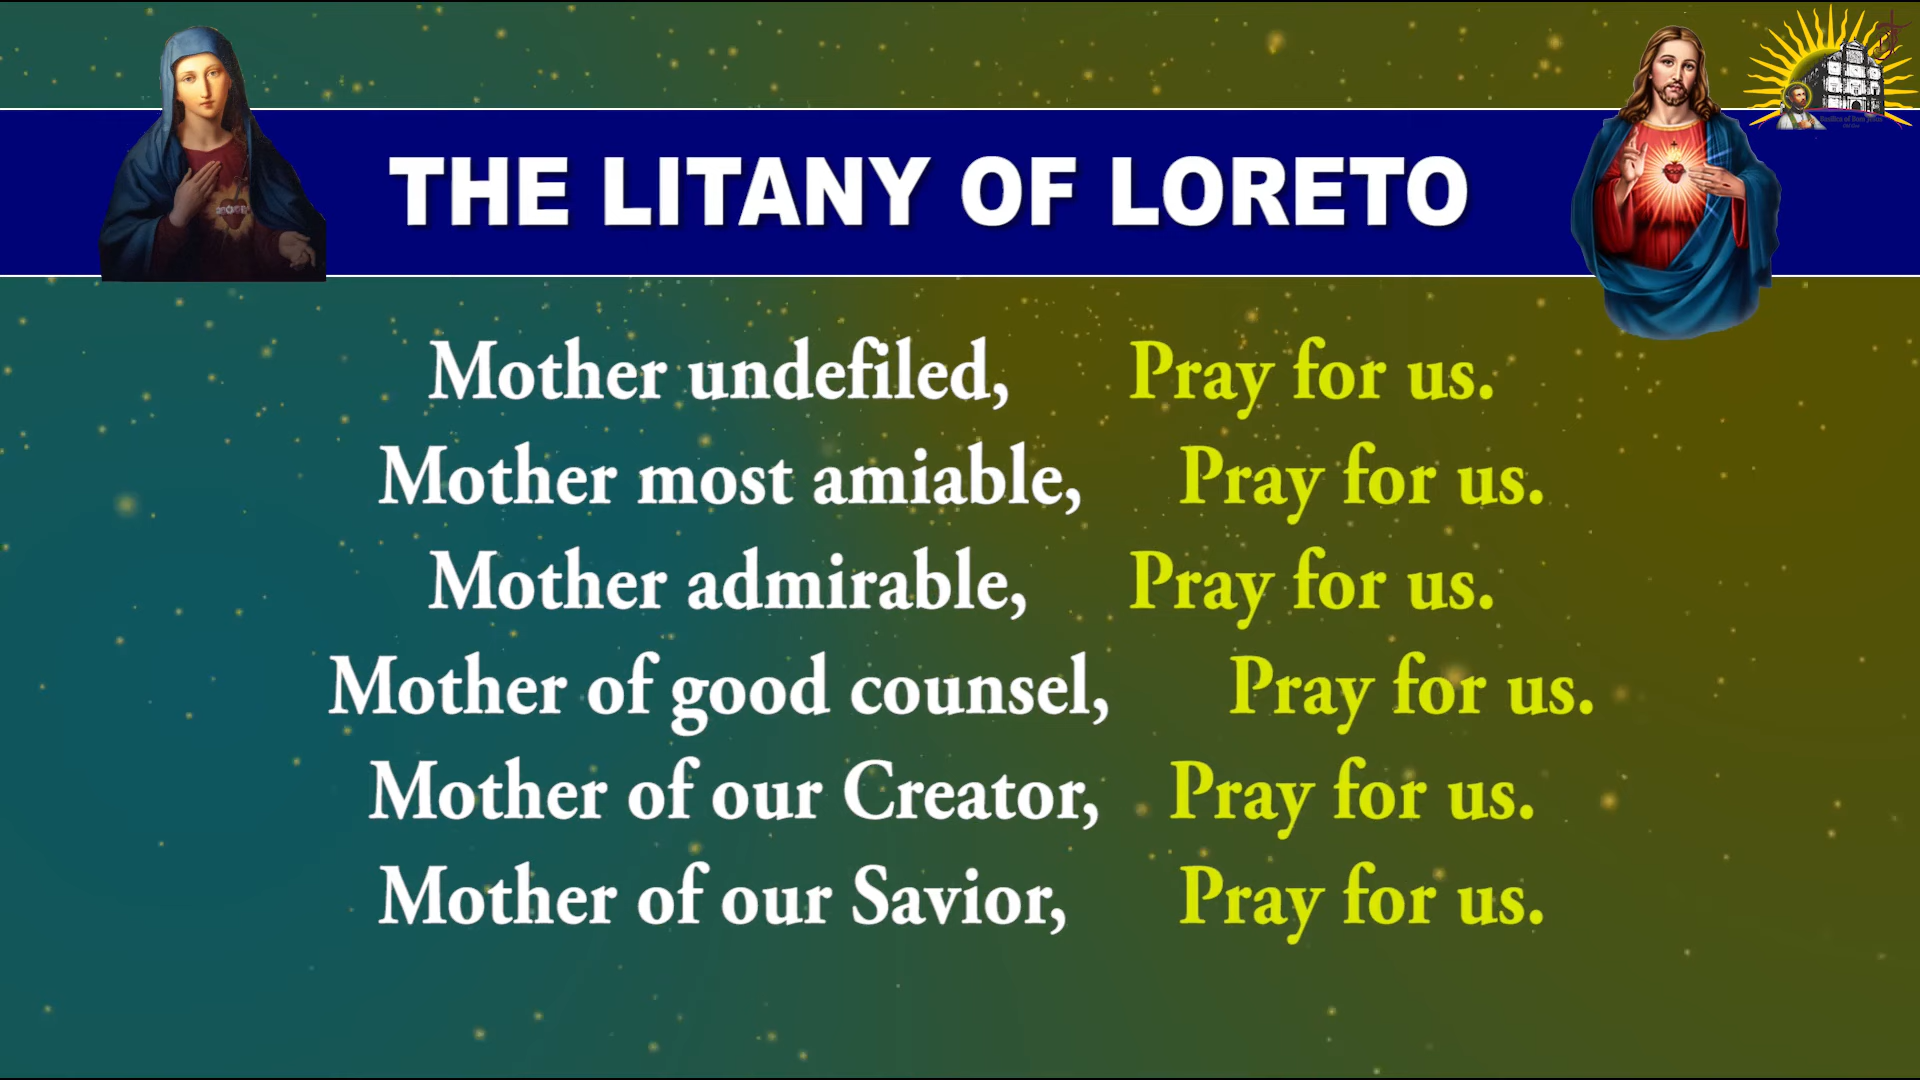 THE LITANY OF LORETO
Mother undefiled, Pray for us.
Mother most amiable, Pray for us.
Mother admirable, Pray for us.
Mother of good counsel, Pray for us.
Mother of our Creator, Pray for us.
Mother of our Savior, Pray for us.